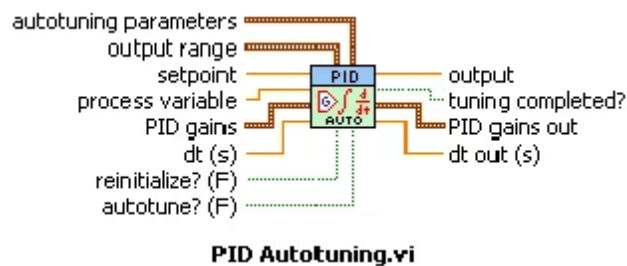 autotuning parameters
output range
setpoint
process variable
PID gains
dt (s)
reinitialize? (F)
autotune? (F)
PID
G ∫ d/dt
AUTO
output
tuning completed?
PID gains out
dt out (s)
PID Autotuning.vi